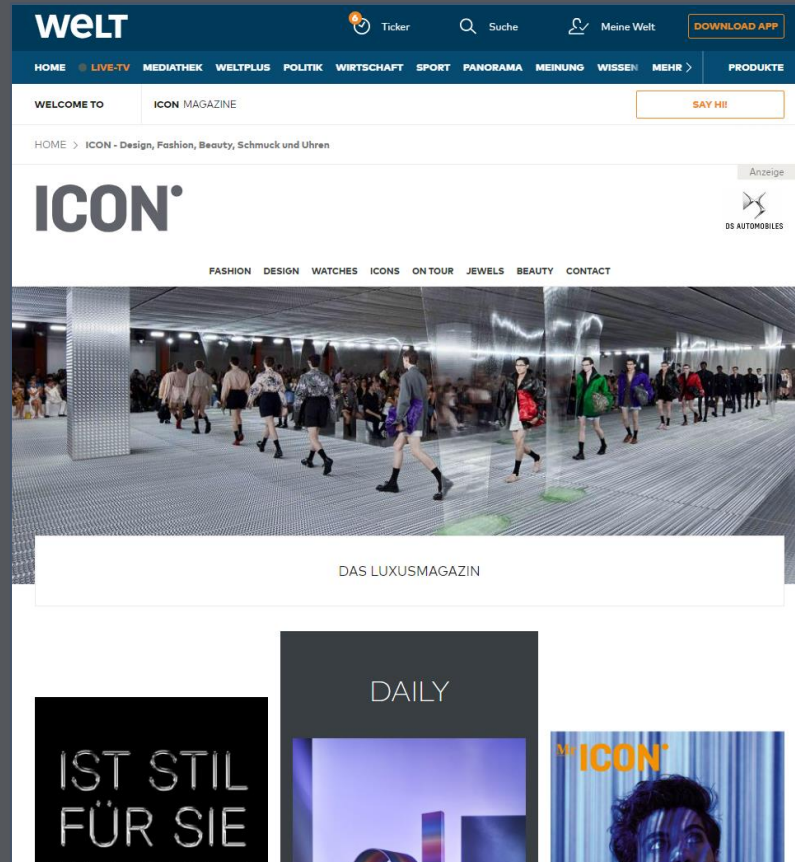 WELT
6
Ticker
Suche
Meine Welt
DOWNLOAD APP
HOME LIVE-TV MEDIATHEK WELTPLUS POLITIK WIRTSCHAFT SPORT PANORAMA MEINUNG WISSEN MEHR > PRODUKTE
WELCOME TO ICON MAGAZINE SAY HI!
HOME > ICON - Design, Fashion, Beauty, Schmuck und Uhren
Anzeige
ICON
DS AUTOMOBILES
FASHION DESIGN WATCHES ICONS ON TOUR JEWELS BEAUTY CONTACT
DAS LUXUSMAGAZIN
DAILY
IST STIL
FÜR SIE
Mr ICON